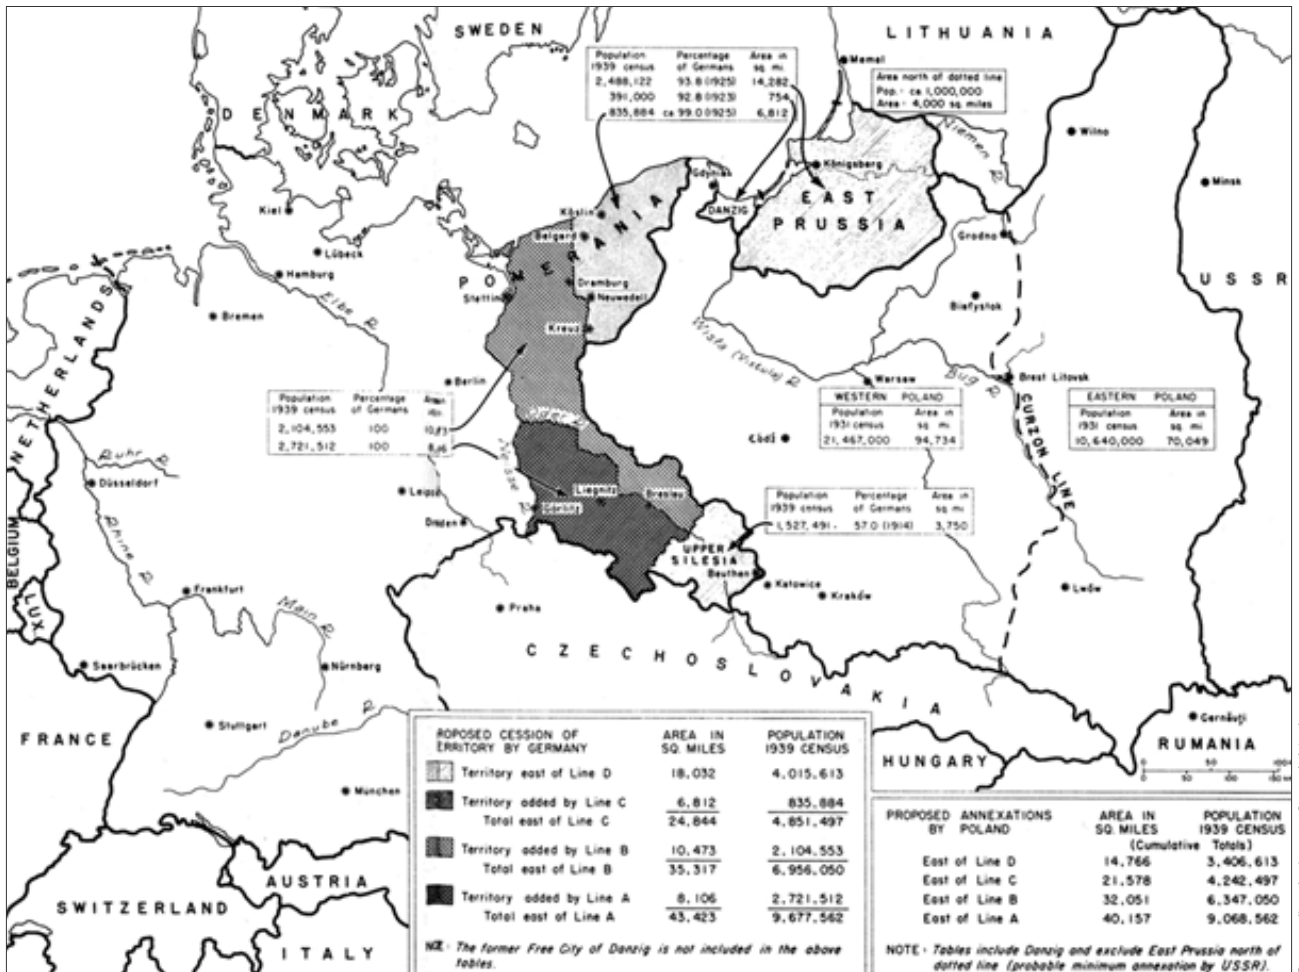 SWEDEN
LITHUANIA
DENMARK
Population Percentage Area in
1939 census of Germans sq. mi.
2,488,122 93.8 (1925) 14,282
391,000 92.8 (1923) 754
835,884 ca 99.0 (1925) 6,812
Memel
Area north of dotted line
Pop. - ca 1,000,000
Area = 4,000 sq. miles
Niemen R.
Wilno
Minsk
Königsberg
Gdynia
DANZIG
EAST
PRUSSIA
Kiel
Köslin
Belgard
Grodno
Lübeck
Hamburg
POMERANIA
Dramburg
Stettin
Neuwedell
USSR
Białystok
Elbe R.
Bremen
Kreuz
NETHERLANDS
Wisła (Vistula) R.
Warsaw
Bug R.
Brest Litovsk
Berlin
Population Percentage
1939 census of Germans
2,104,553 100
2,721,512 100
WESTERN POLAND
Population Area in
1931 census sq mi
21,467,000 94,734
EASTERN POLAND
Population Area in
1931 census sq. mi
10,640,000 70,049
CURZON LINE
Oder R.
Neisse
Łódź
Ruhr R.
Düsseldorf
Liegnitz
Breslau
Görlitz
Population Percentage Area in
1939 census of Germans sq mi
1,527,491 57.0 (1914) 3,750
BELGIUM
Rhine R.
UPPER
SILESIA
Beuthen
Katowice
Kraków
Lwów
Frankfurt
LUX
Main R.
Praha
Saarbrücken
Nürnberg
CZECHOSLOVAKIA
Stuttgart
Danube R.
FRANCE
München
Cernăuţi
RUMANIA
HUNGARY
0 50 100
0 50 100 150
ROPOSED CESSION OF AREA IN POPULATION
ERRITORY BY GERMANY SQ. MILES 1939 CENSUS
Territory east of Line D 18,032 4,015,613
Territory added by Line C 6,812 835,884
Total east of Line C 24,844 4,851,497
Territory added by Line B 10,473 2,104,553
Total east of Line B 35,317 6,956,050
Territory added by Line A 8,106 2,721,512
Total east of Line A 43,423 9,677,562
The former Free City of Danzig is not included in the above
tables.
PROPOSED ANNEXATIONS AREA IN POPULATION
BY POLAND SQ. MILES 1939 CENSUS
(Cumulative Totals)
East of Line D 14,766 3,406,613
East of Line C 21,578 4,242,497
East of Line B 32,051 6,347,050
East of Line A 40,157 9,068,562
NOTE: Tables include Danzig and exclude East Prussia north of
dotted line (probable minimum annexation by USSR).
AUSTRIA
SWITZERLAND
ITALY